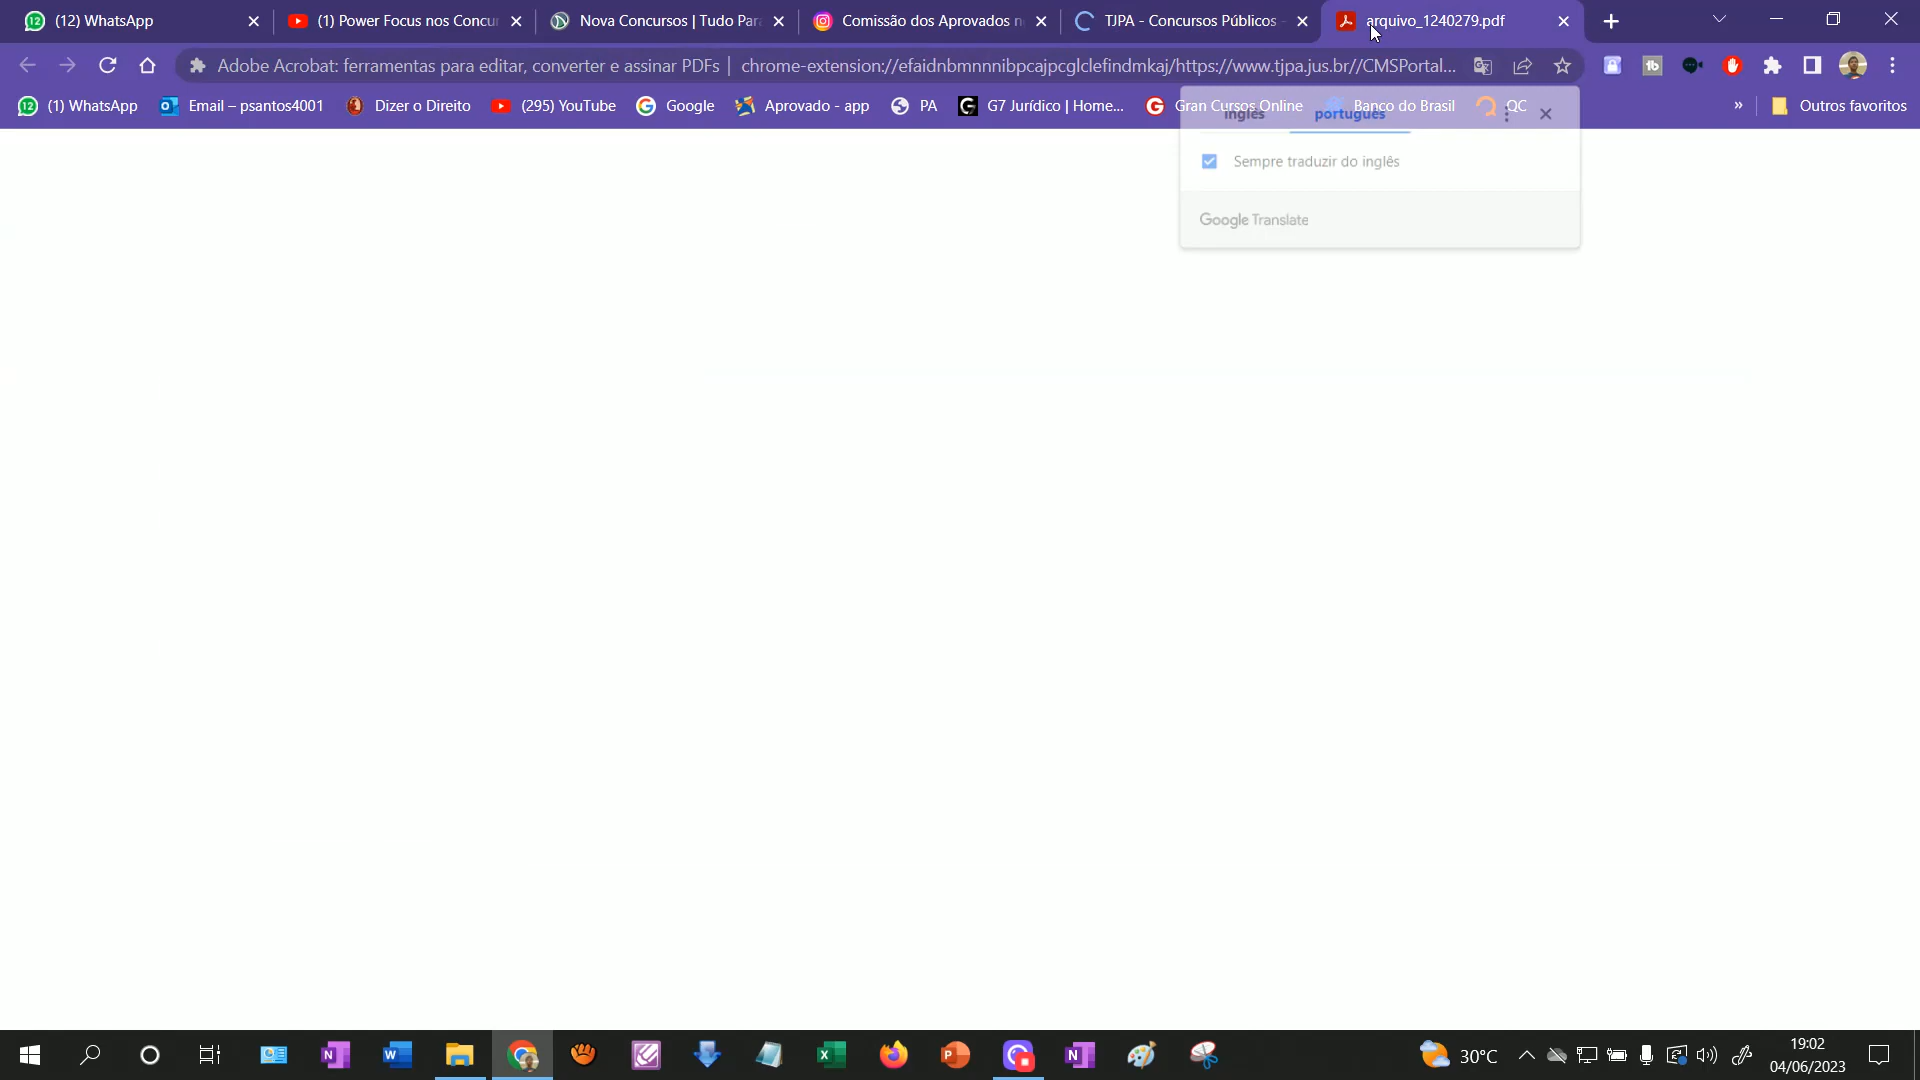 (12) WhatsApp
(1) Power Focus nos Concur
Nova Concursos | Tudo Para
Comissão dos Aprovados n
TJPA - Concursos Públicos -
arquivo_1240279.pdf
Adobe Acrobat: ferramentas para editar, converter e assinar PDFs | chrome-extension://efaidnbmnnnibpcajpcglclefindmkaj/https://www.tjpa.jus.br//CMSPortal...
(1) WhatsApp
Email – psantos4001
Dizer o Direito
(295) YouTube
Google
Aprovado - app
PA
G7 Jurídico | Home...
Gran Cursos Online
Banco do Brasil
QC
»
Outros favoritos
inglês
português
Sempre traduzir do inglês
Google Translate
30°C
19:02
04/06/2023